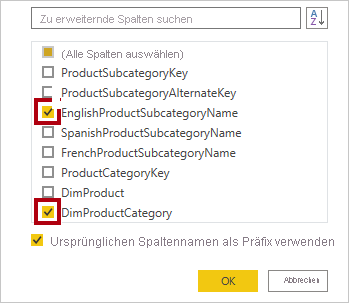 Zu erweiternde Spalten suchen
A
Z
(Alle Spalten auswählen)
ProductSubcategoryKey
ProductSubcategoryAlternateKey
EnglishProductSubcategoryName
SpanishProductSubcategoryName
FrenchProductSubcategoryName
ProductCategoryKey
DimProduct
DimProductCategory
Ursprünglichen Spaltennamen als Präfix verwenden
OK
Abbrechen